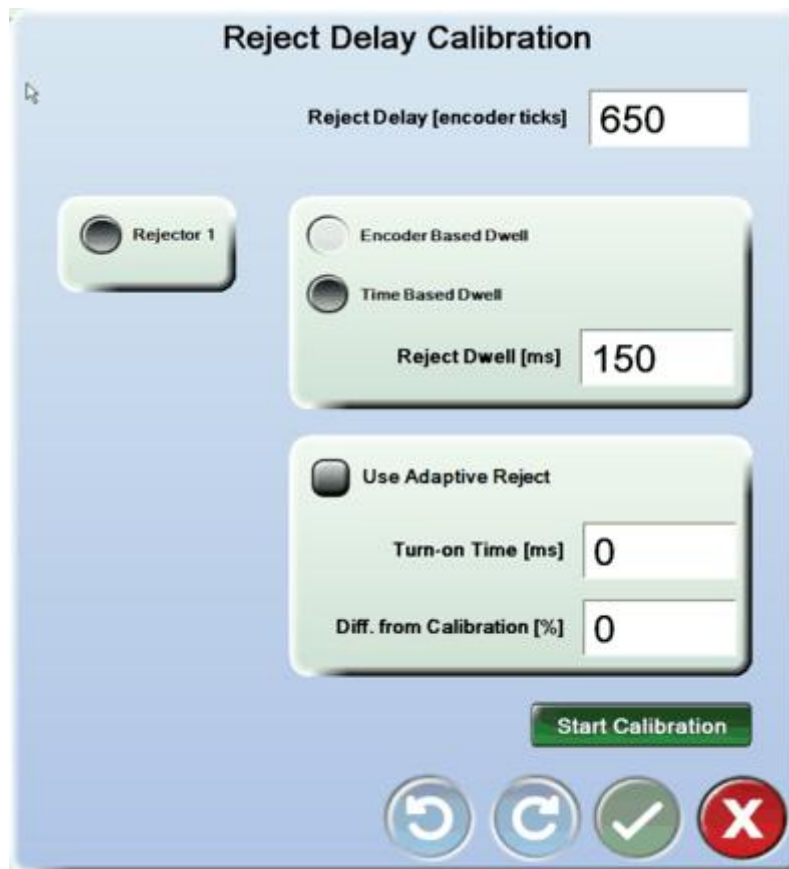 Reject Delay Calibration
Reject Delay [encoder ticks] 650
Rejector 1
Encoder Based Dwell
Time Based Dwell
Reject Dwell [ms] 150
Use Adaptive Reject
Turn-on Time [ms] 0
Diff. from Calibration [%] 0
Start Calibration